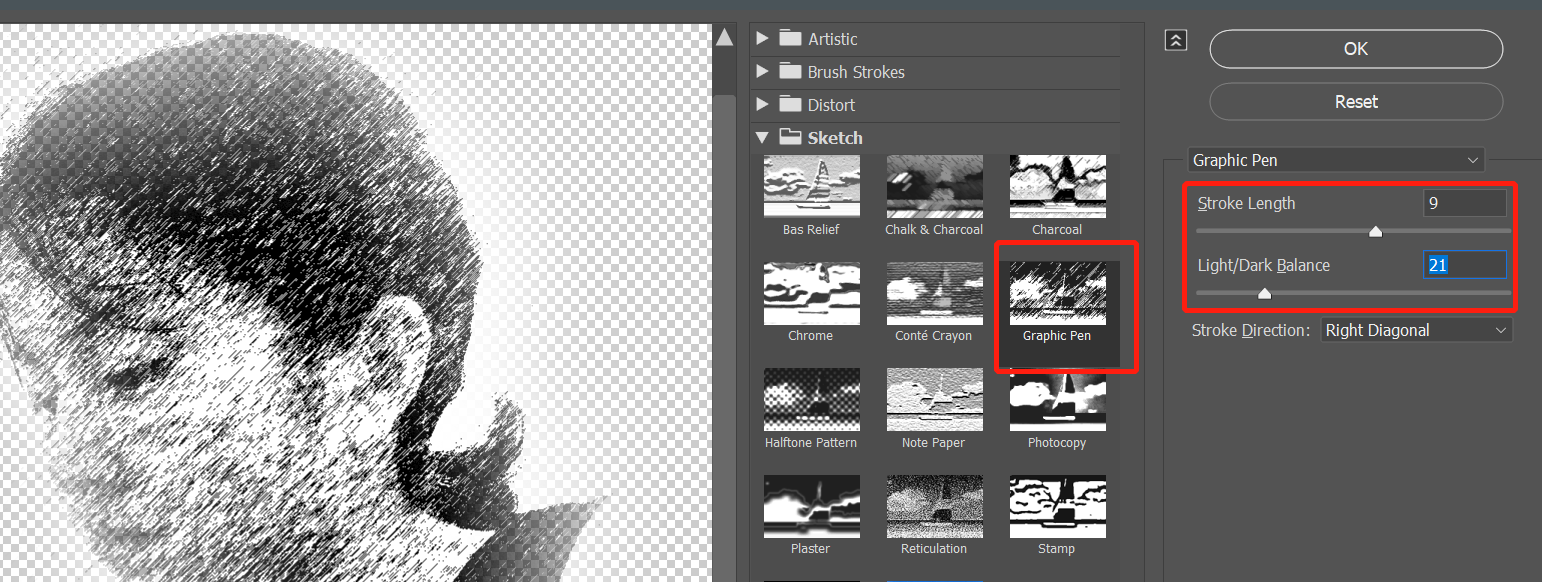 Artistic
Brush Strokes
Distort
Sketch
Bas Relief
Chalk & Charcoal
Charcoal
Chrome
Conté Crayon
Graphic Pen
Halftone Pattern
Note Paper
Photocopy
Plaster
Reticulation
Stamp
OK
Reset
Graphic Pen
Stroke Length 9
Light/Dark Balance 21
Stroke Direction: Right Diagonal